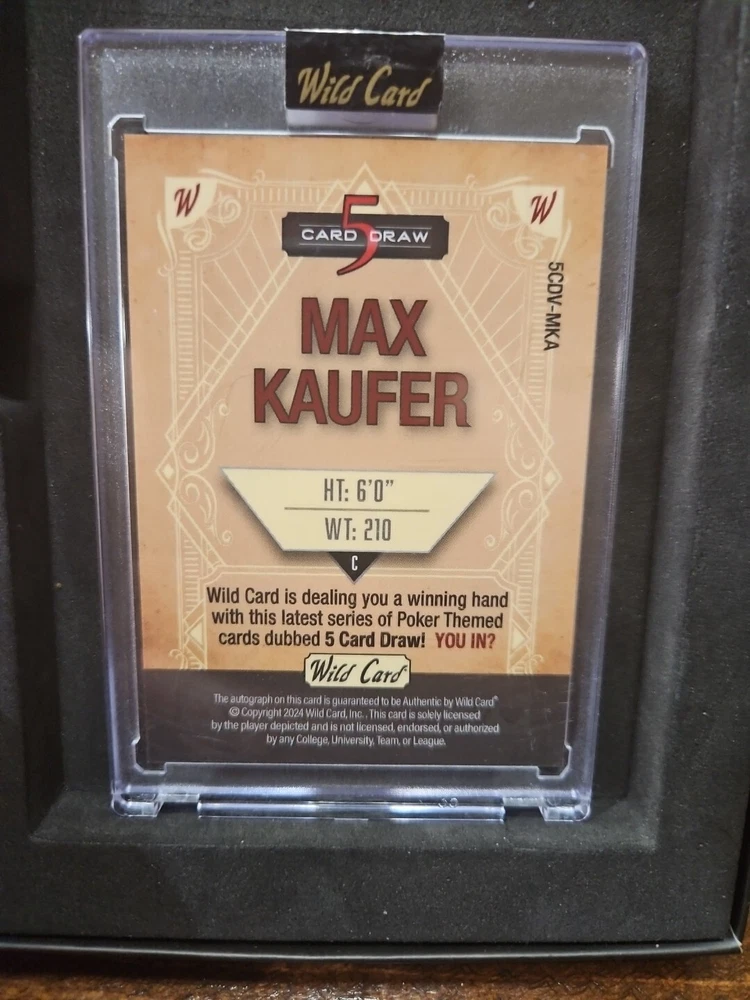 Wild Card
W
W
5
CARD DRAW
5CDV-MKA
MAX
KAUFER
HT: 6'0"
WT: 210
C
Wild Card is dealing you a winning hand
with this latest series of Poker Themed
cards dubbed 5 Card Draw! YOU IN?
Wild Card
The autograph on this card is guaranteed to be Authentic by Wild Card®
© Copyright 2024 Wild Card, Inc. . This card is solely licensed
by the player depicted and is not licensed, endorsed, or authorized
by any College, University, Team, or League.